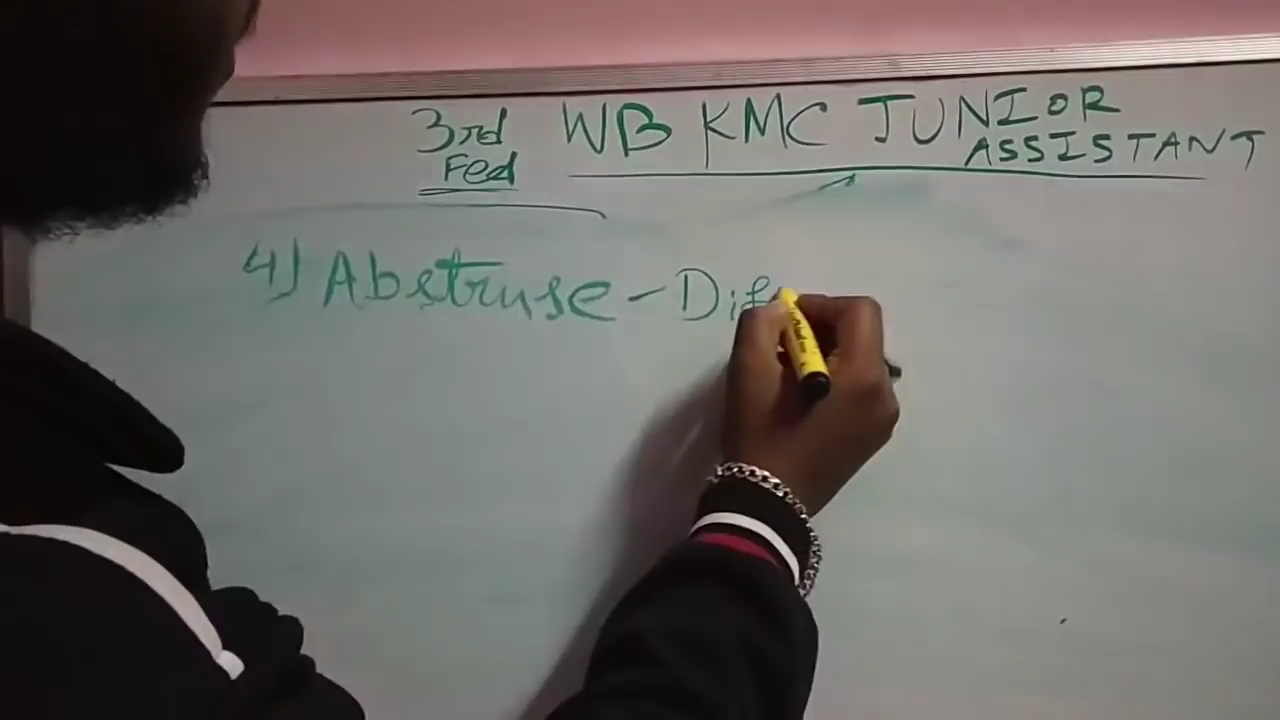 3rd WB KMC JUNIOR
Fed ASSISTANT
4) Abstruse - Dif